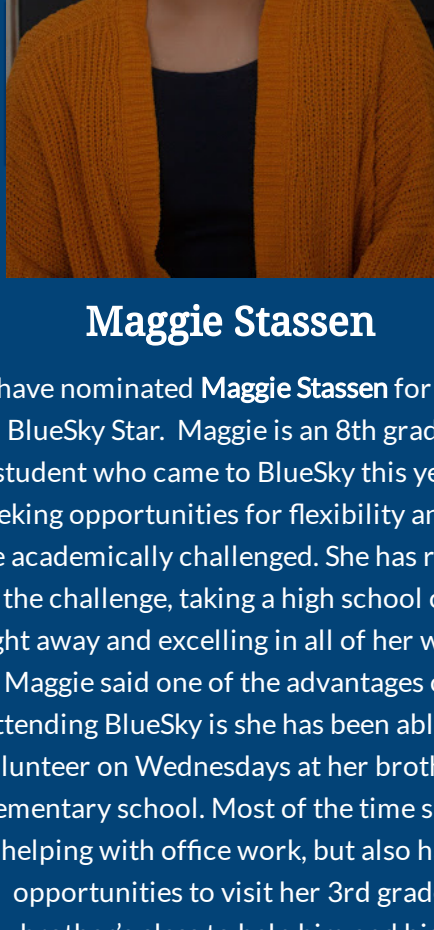 Maggie Stassen
have nominated Maggie Stassen for
BlueSky Star. Maggie is an 8th grad
student who came to BlueSky this ye
eking opportunities for flexibility an
e academically challenged. She has r
the challenge, taking a high school c
ght away and excelling in all of her w
Maggie said one of the advantages o
ttending BlueSky is she has been abl
lunteer on Wednesdays at her broth
ementary school. Most of the time s
helping with office work, but also h
opportunities to visit her 3rd grad